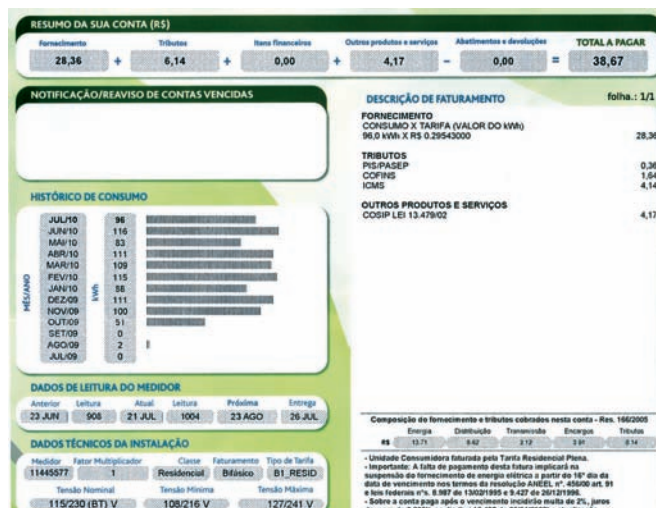 RESUMO DA SUA CONTA (R$)
Fornecimento Tributos Itens financeiros Outros produtos e serviços Abatimentos e devoluções TOTAL A PAGAR
28,36 + 6,14 + 0,00 + 4,17 - 0,00 = 38,67
NOTIFICAÇÃO/REAVISO DE CONTAS VENCIDAS
DESCRIÇÃO DE FATURAMENTO folha.: 1/1
FORNECIMENTO
CONSUMO X TARIFA (VALOR DO kWh)
96,0 kWh X R$ 0.29543000 28,36
TRIBUTOS
PIS/PASEP 0,36
COFINS 1,64
ICMS 4,14
OUTROS PRODUTOS E SERVIÇOS
COSIP LEI 13.479/02 4,17
HISTÓRICO DE CONSUMO
MÊS/ANO
kWh
JUL/10 96
JUN/10 116
MAI/10 83
ABR/10 111
MAR/10 109
FEV/10 115
JAN/10 88
DEZ/09 111
NOV/09 100
OUT/09 51
SET/09 0
AGO/09 2
JUL/09 0
DADOS DE LEITURA DO MEDIDOR
Anterior Leitura Atual Leitura Próxima Entrega
23 JUN 908 21 JUL 1004 23 AGO 26 JUL
DADOS TÉCNICOS DA INSTALAÇÃO
Medidor Fator Multiplicador Classe Faturamento Tipo de Tarifa
11445577 1 Residencial Bifásico B1_RESID
Tensão Nominal Tensão Mínima Tensão Máxima
115/230 (BT) V 108/216 V 127/241 V
Composição do fornecimento e tributos cobrados nesta conta - Res. 166/2005
Energia Distribuição Transmissão Encargos Tributos
R$ 13.71 8.62 2.12 3.91 6.14
- Unidade Consumidora faturada pela Tarifa Residencial Plena.
- Importante: A falta de pagamento desta fatura implicará na
suspensão do fornecimento de energia elétrica a partir do 16º dia da
data de vencimento nos termos da resolução ANEEL nº. 456/00 art. 91
e leis federais nºs. 8.987 de 13/02/1995 e 9.427 de 26/12/1996.
- Sobre a conta paga após o vencimento incidirão multa de 2%, juros